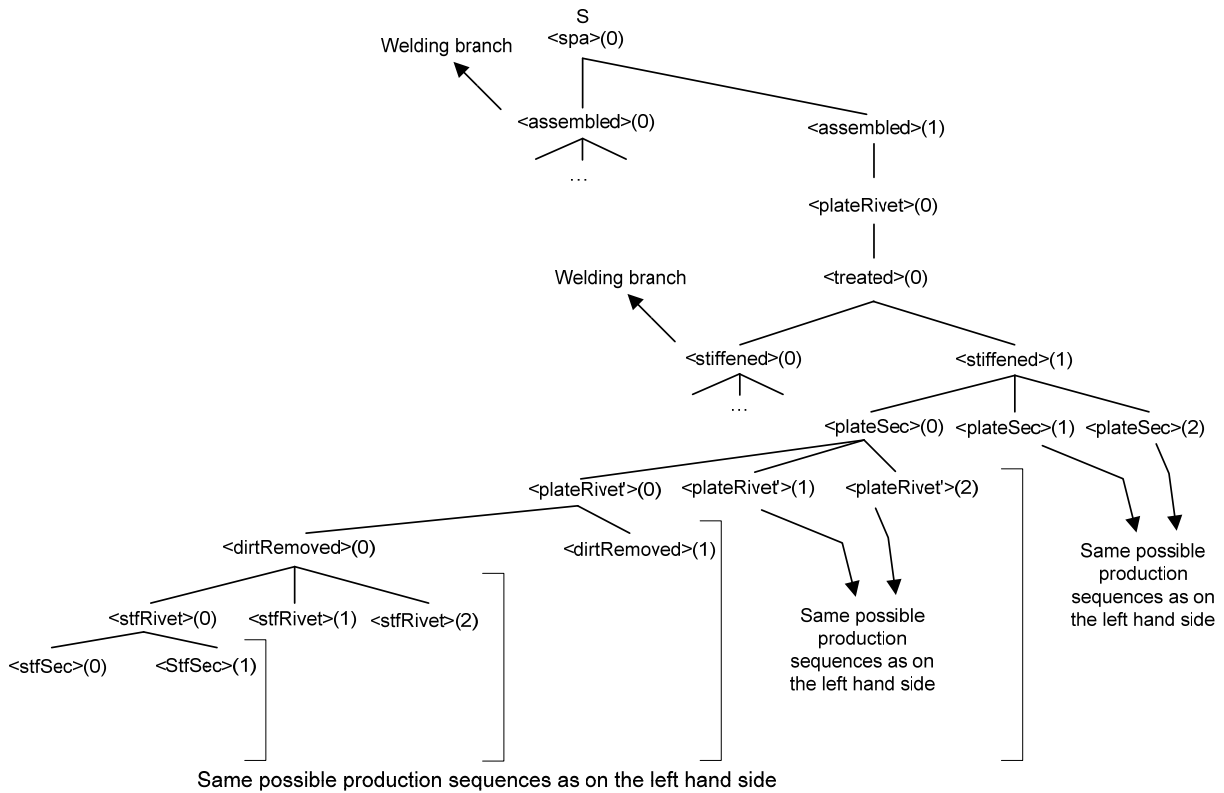 S
<spa>(0)
Welding branch
<assembled>(0)
<assembled>(1)
...
<plateRivet>(0)
Welding branch
<treated>(0)
<stiffened>(0)
<stiffened>(1)
...
<plateSec>(0)
<plateSec>(1)
<plateSec>(2)
<plateRivet'>(0)
<plateRivet'>(1)
<plateRivet'>(2)
<dirtRemoved>(0)
<dirtRemoved>(1)
Same possible
production
sequences as on
the left hand side
<stfRivet>(0)
<stfRivet>(1)
<stfRivet>(2)
Same possible
production
sequences as on
the left hand side
<stfSec>(0)
<StfSec>(1)
Same possible production sequences as on the left hand side